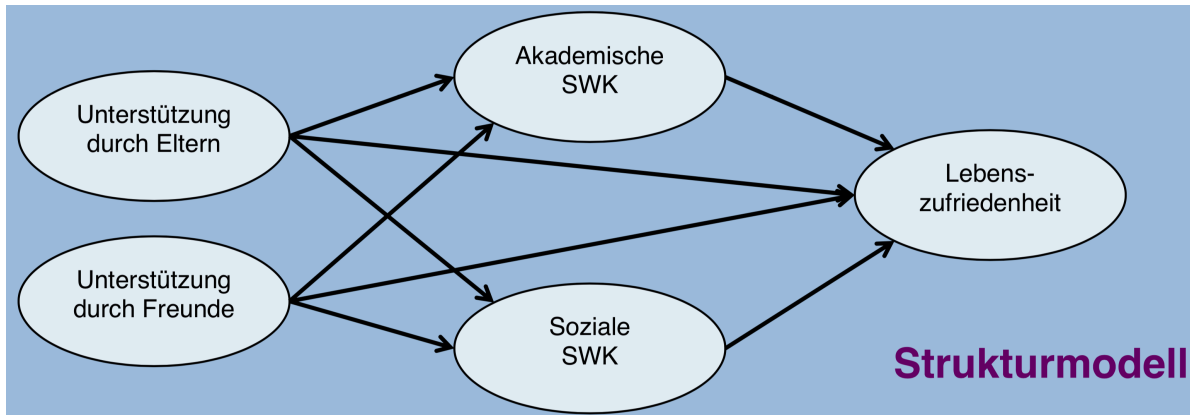 Unterstützung
durch Eltern
Unterstützung
durch Freunde
Akademische
SWK
Soziale
SWK
Lebens-
zufriedenheit
Strukturmodell